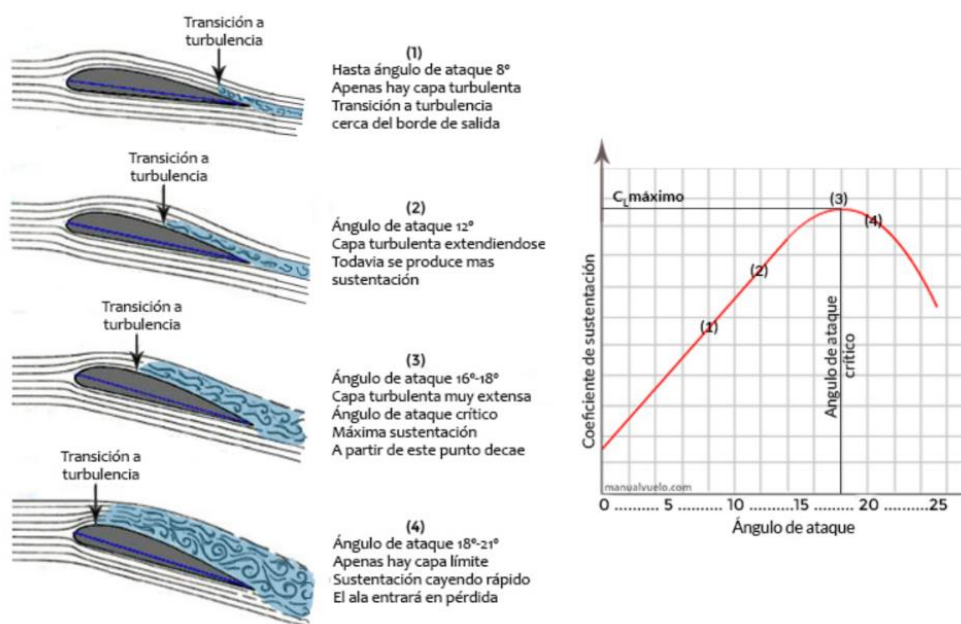 Transición a
turbulencia
(1)
Hasta ángulo de ataque 8º
Apenas hay capa turbulenta
Transición a turbulencia
cerca del borde de salida
Transición a
turbulencia
(2)
Ángulo de ataque 12º
Capa turbulenta extendiendose
Todavia se produce mas
sustentación
Transición a
turbulencia
(3)
Ángulo de ataque 16º-18º
Capa turbulenta muy extensa
Ángulo de ataque crítico
Máxima sustentación
A partir de este punto decae
Transición a
turbulencia
(4)
Ángulo de ataque 18º-21º
Apenas hay capa límite
Sustentación cayendo rápido
El ala entrará en pérdida
CLmáximo
(3)
(4)
(2)
(1)
Coeficiente de sustentación
Angulo de ataque
crítico
manualvuelo.com
0 ......... 5 ......... 10 ......... 15 ......... 20 ......... 25
Ángulo de ataque